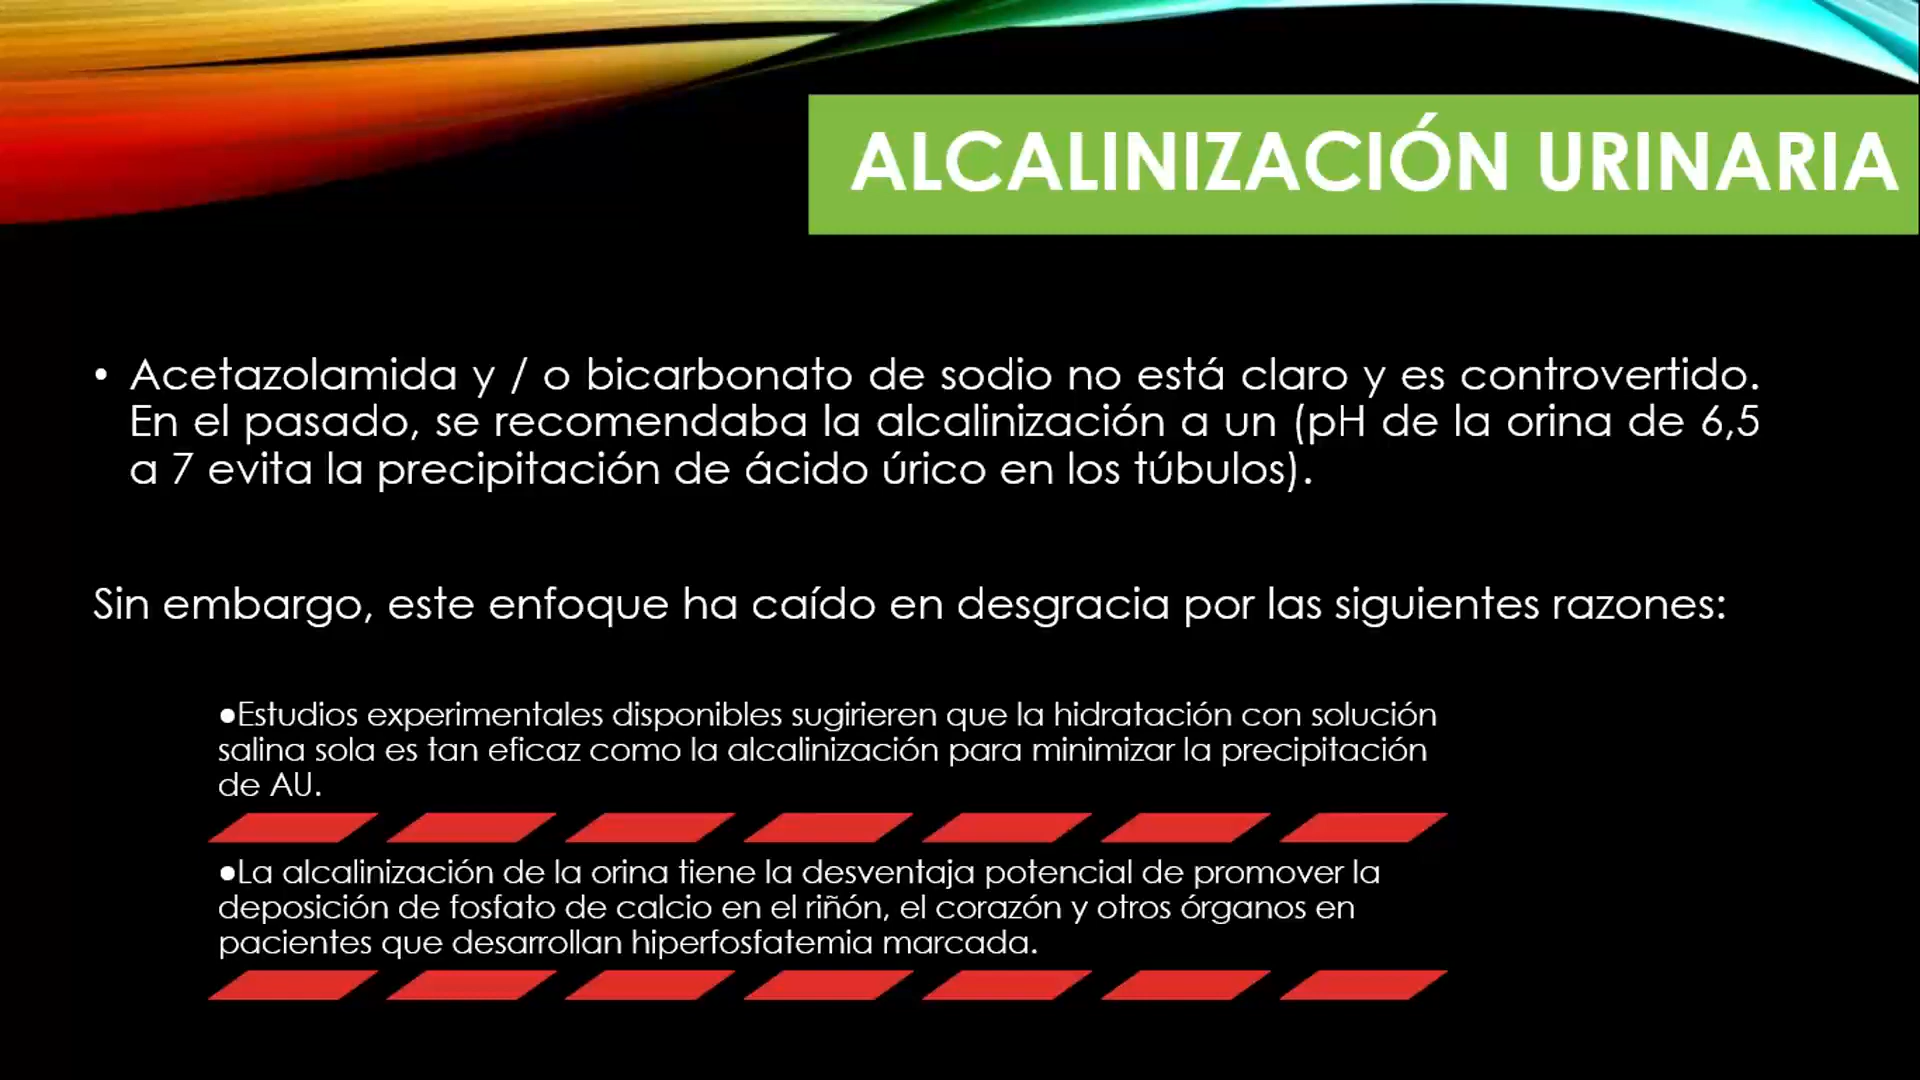 ALCALINIZACIÓN URINARIA
• Acetazolamida y / o bicarbonato de sodio no está claro y es controvertido.
En el pasado, se recomendaba la alcalinización a un (pH de la orina de 6,5
a 7 evita la precipitación de ácido úrico en los túbulos).
Sin embargo, este enfoque ha caído en desgracia por las siguientes razones:
●Estudios experimentales disponibles sugirieren que la hidratación con solución
salina sola es tan eficaz como la alcalinización para minimizar la precipitación
de AU.
●La alcalinización de la orina tiene la desventaja potencial de promover la
deposición de fosfato de calcio en el riñón, el corazón y otros órganos en
pacientes que desarrollan hiperfosfatemia marcada.